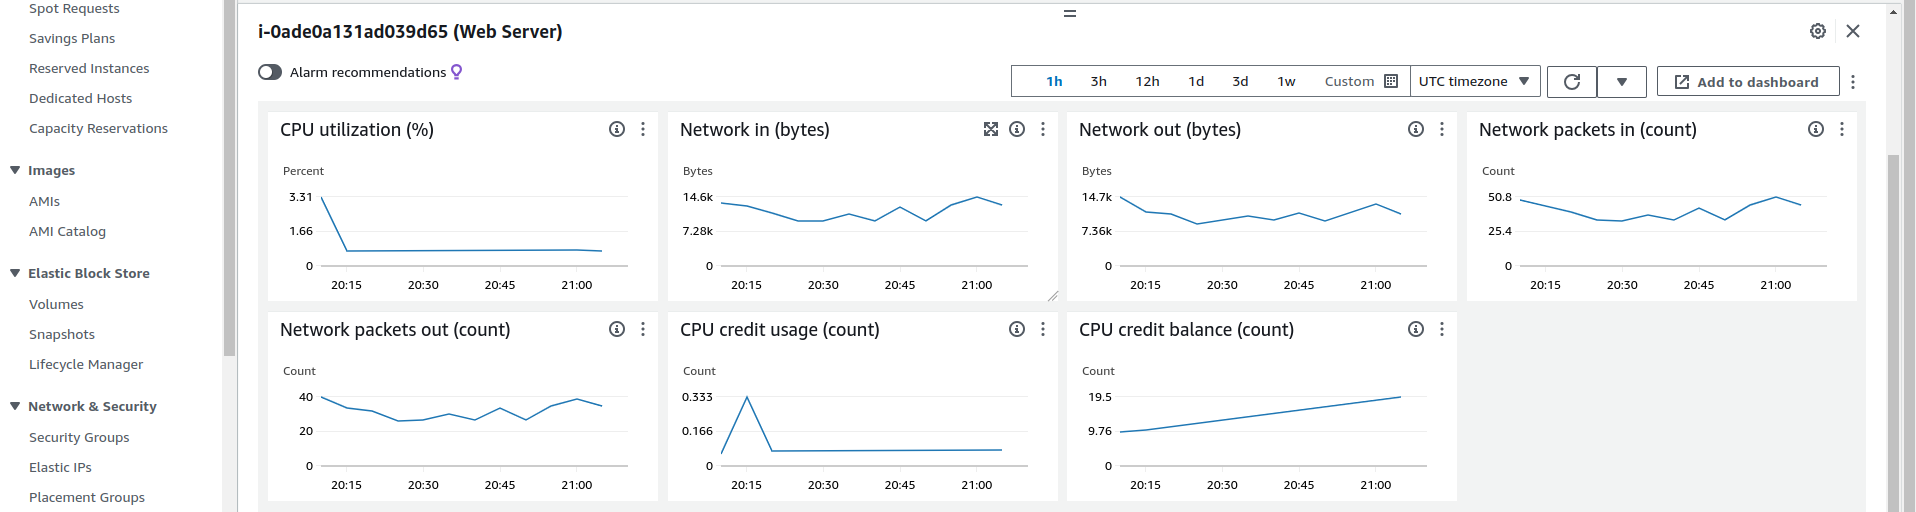 Spot Requests
Savings Plans
Reserved Instances
Dedicated Hosts
Capacity Reservations
Images
AMIs
AMI Catalog
Elastic Block Store
Volumes
Snapshots
Lifecycle Manager
Network & Security
Security Groups
Elastic IPs
Placement Groups
i-0ade0a131ad039d65 (Web Server)
Alarm recommendations
1h 3h 12h 1d 3d 1w Custom UTC timezone Add to dashboard
CPU utilization (%)
Percent
3.31
1.66
0
20:15 20:30 20:45 21:00
Network in (bytes)
Bytes
14.6k
7.28k
0
20:15 20:30 20:45 21:00
Network out (bytes)
Bytes
14.7k
7.36k
0
20:15 20:30 20:45 21:00
Network packets in (count)
Count
50.8
25.4
0
20:15 20:30 20:45 21:00
Network packets out (count)
Count
40
20
0
20:15 20:30 20:45 21:00
CPU credit usage (count)
Count
0.333
0.166
0
20:15 20:30 20:45 21:00
CPU credit balance (count)
Count
19.5
9.76
0
20:15 20:30 20:45 21:00